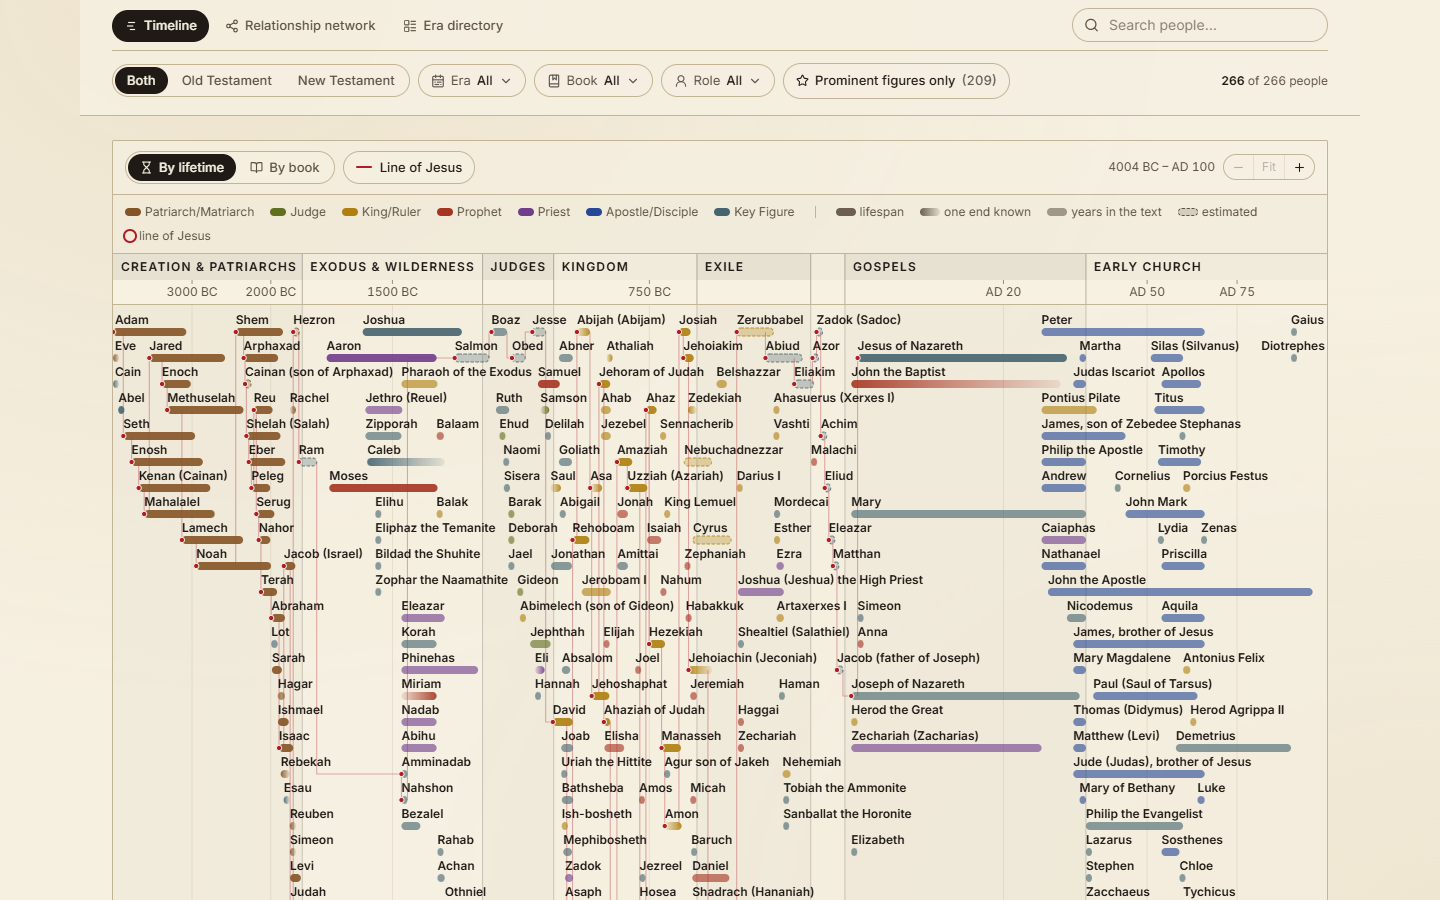 Timeline Relationship network Era directory Search people...
Both Old Testament New Testament Era All Book All Role All Prominent figures only (209) 266 of 266 people
By lifetime By book Line of Jesus 4004 BC – AD 100 − Fit +
Patriarch/Matriarch Judge King/Ruler Prophet Priest Apostle/Disciple Key Figure lifespan one end known years in the text estimated
line of Jesus
CREATION & PATRIARCHS EXODUS & WILDERNESS JUDGES KINGDOM EXILE GOSPELS EARLY CHURCH
3000 BC 2000 BC 1500 BC 750 BC AD 20 AD 50 AD 75
Adam Shem Hezron Joshua Boaz Jesse Abijah (Abijam) Josiah Zerubbabel Zadok (Sadoc) Peter Gaius
Eve Jared Arphaxad Aaron Salmon Obed Abner Athaliah Jehoiakim Abiud Azor Jesus of Nazareth Martha Silas (Silvanus) Diotrephes
Cain Enoch Cainan (son of Arphaxad) Pharaoh of the Exodus Samuel Jehoram of Judah Belshazzar Eliakim John the Baptist Judas Iscariot Apollos
Abel Methuselah Reu Rachel Jethro (Reuel) Ruth Samson Ahab Ahaz Zedekiah Ahasuerus (Xerxes I) Pontius Pilate Titus
Seth Shelah (Salah) Zipporah Balaam Ehud Delilah Jezebel Sennacherib Vashti Achim James, son of Zebedee Stephanas
Enosh Eber Ram Caleb Naomi Goliath Amaziah Nebuchadnezzar Malachi Philip the Apostle Timothy
Kenan (Cainan) Peleg Moses Sisera Saul Asa Uzziah (Azariah) Darius I Eliud Andrew Cornelius Porcius Festus
Mahalalel Serug Elihu Balak Barak Abigail Jonah King Lemuel Mordecai Mary John Mark
Lamech Nahor Eliphaz the Temanite Deborah Rehoboam Isaiah Cyrus Esther Eleazar Caiaphas Lydia Zenas
Noah Jacob (Israel) Bildad the Shuhite Jael Jonathan Amittai Zephaniah Ezra Matthan Nathanael Priscilla
Terah Zophar the Naamathite Gideon Jeroboam I Nahum Joshua (Jeshua) the High Priest John the Apostle
Abraham Eleazar Abimelech (son of Gideon) Habakkuk Artaxerxes I Simeon Nicodemus Aquila
Lot Korah Jephthah Elijah Hezekiah Shealtiel (Salathiel) Anna James, brother of Jesus
Sarah Phinehas Eli Absalom Joel Jehoiachin (Jeconiah) Jacob (father of Joseph) Mary Magdalene Antonius Felix
Hagar Miriam Hannah Jehoshaphat Jeremiah Haman Joseph of Nazareth Paul (Saul of Tarsus)
Ishmael Nadab David Ahaziah of Judah Haggai Herod the Great Thomas (Didymus) Herod Agrippa II
Isaac Abihu Joab Elisha Manasseh Zechariah Zechariah (Zacharias) Matthew (Levi) Demetrius
Rebekah Amminadab Uriah the Hittite Agur son of Jakeh Nehemiah Jude (Judas), brother of Jesus
Esau Nahshon Bathsheba Amos Micah Tobiah the Ammonite Mary of Bethany Luke
Reuben Bezalel Ish-bosheth Amon Sanballat the Horonite Philip the Evangelist
Simeon Rahab Mephibosheth Baruch Elizabeth Lazarus Sosthenes
Levi Achan Zadok Jezreel Daniel Stephen Chloe
Judah Othniel Asaph Hosea Shadrach (Hananiah) Zacchaeus Tychicus